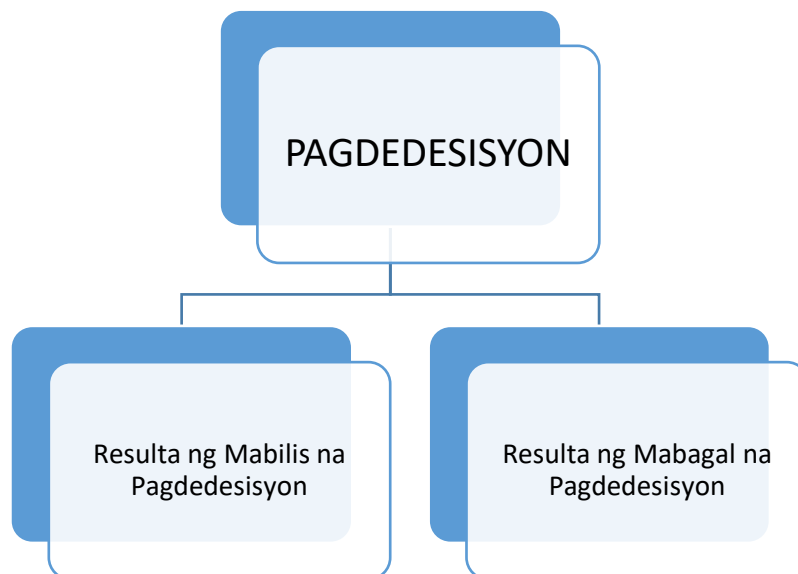 PAGDEDESISYON
Resulta ng Mabilis na
Pagdedesisyon
Resulta ng Mabagal na
Pagdedesisyon